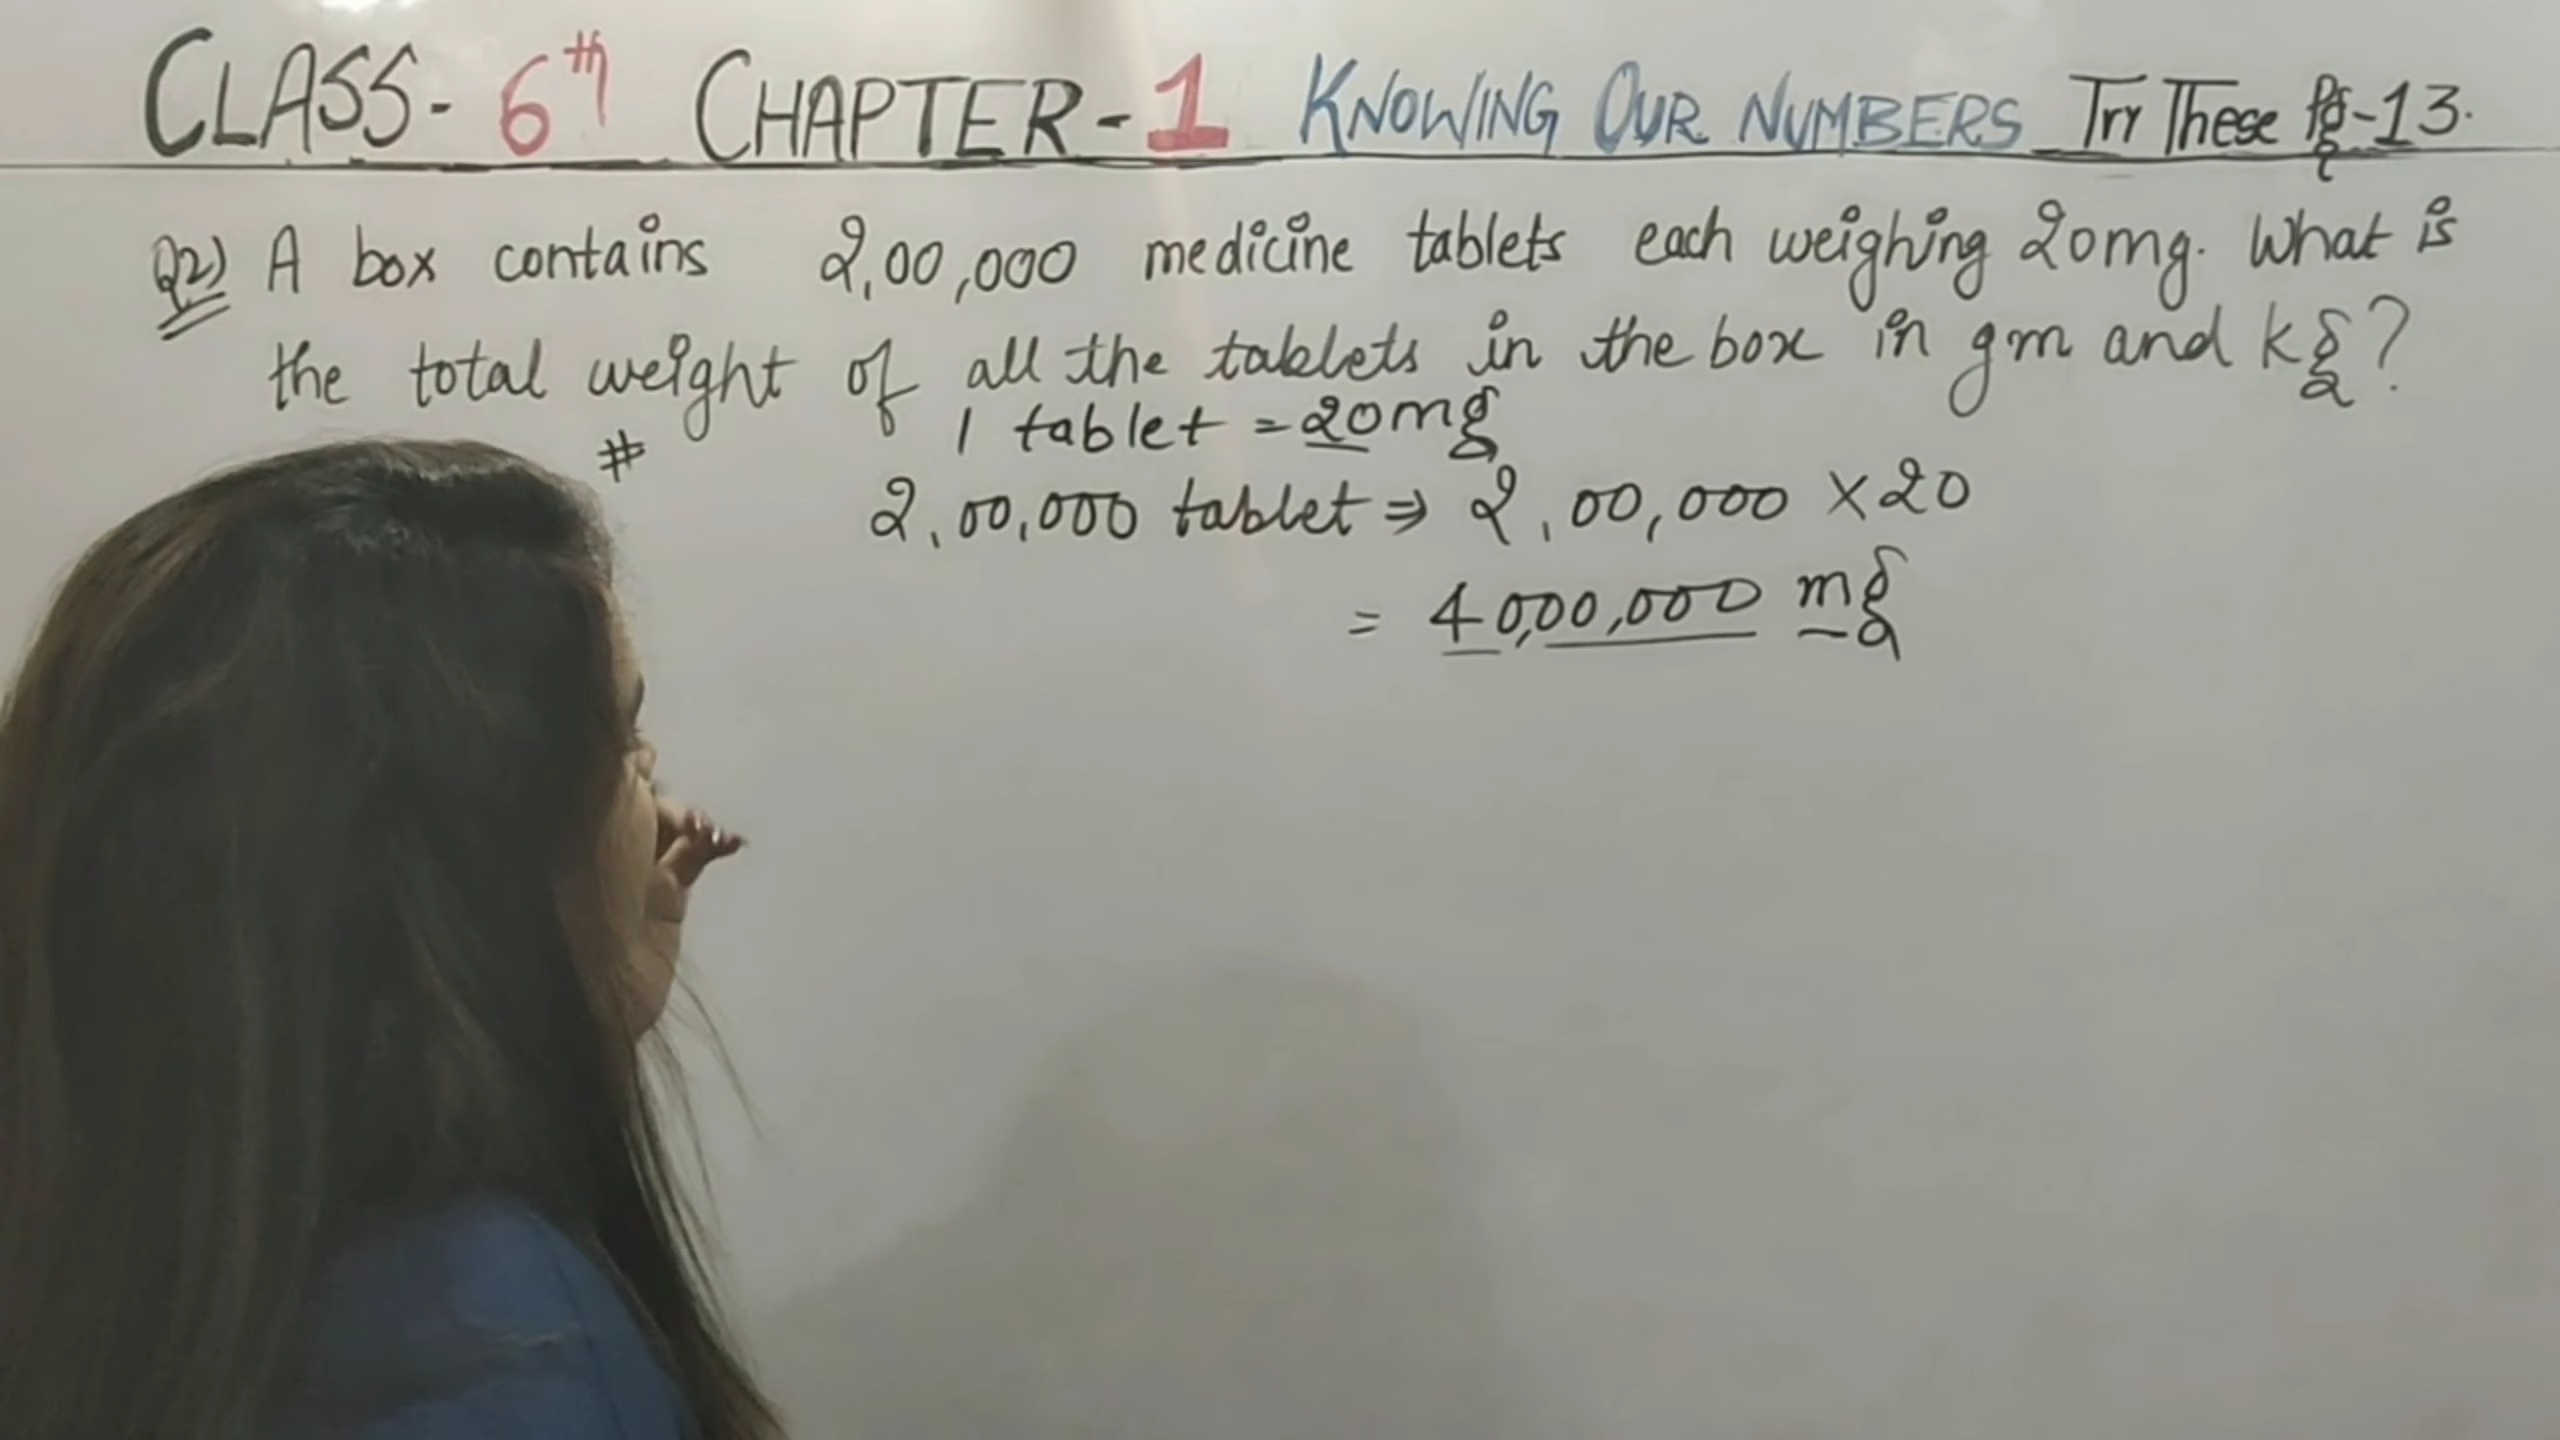 CLASS- 6th CHAPTER-1 KNOWING OUR NUMBERS Try These Pg-13.
Q2) A box contains 2,00,000 medicine tablets each weighing 20mg. What is
the total weight of all the tablets in the box in gm and kg?
# 1 tablet = 20mg
2,00,000 tablet ⇒ 2,00,000 ×20
= 40,00,000 mg